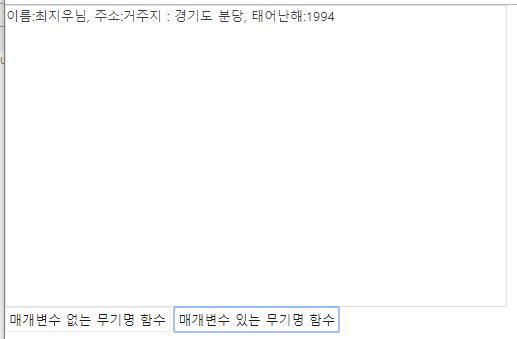 이름:최지우님, 주소:거주지 : 경기도 분당, 태어난해:1994
매개변수 없는 무기명 함수 매개변수 있는 무기명 함수